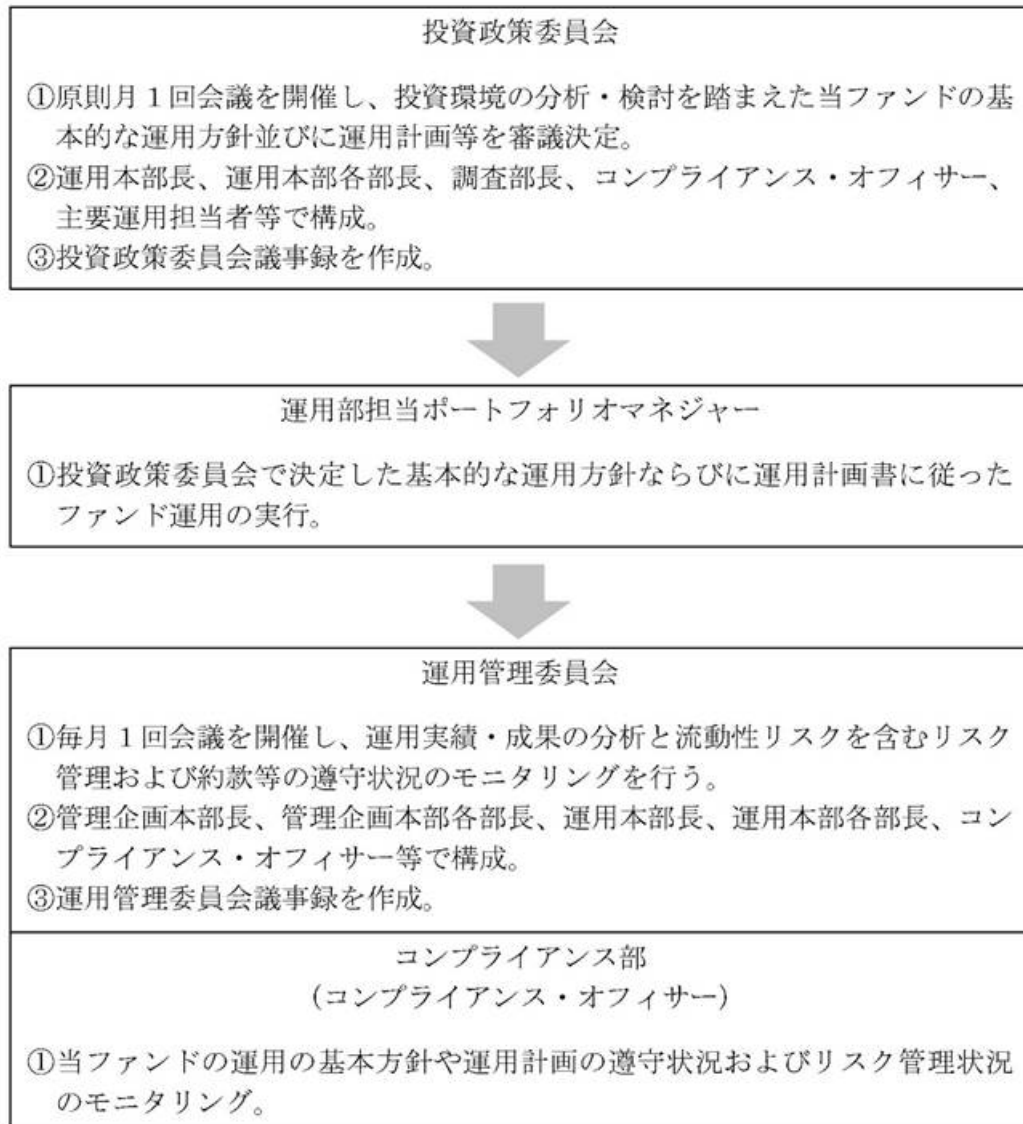 投資政策委員会
①原則月１回会議を開催し、投資環境の分析・検討を踏まえた当ファンドの基
本的な運用方針並びに運用計画等を審議決定。
②運用本部長、運用本部各部長、調査部長、コンプライアンス・オフィサー、
主要運用担当者等で構成。
③投資政策委員会議事録を作成。
運用部担当ポートフォリオマネジャー
①投資政策委員会で決定した基本的な運用方針ならびに運用計画書に従った
ファンド運用の実行。
運用管理委員会
①毎月１回会議を開催し、運用実績・成果の分析と流動性リスクを含むリスク
管理および約款等の遵守状況のモニタリングを行う。
②管理企画本部長、管理企画本部各部長、運用本部長、運用本部各部長、コン
プライアンス・オフィサー等で構成。
③運用管理委員会議事録を作成。
コンプライアンス部
（コンプライアンス・オフィサー）
①当ファンドの運用の基本方針や運用計画の遵守状況およびリスク管理状況
のモニタリング。